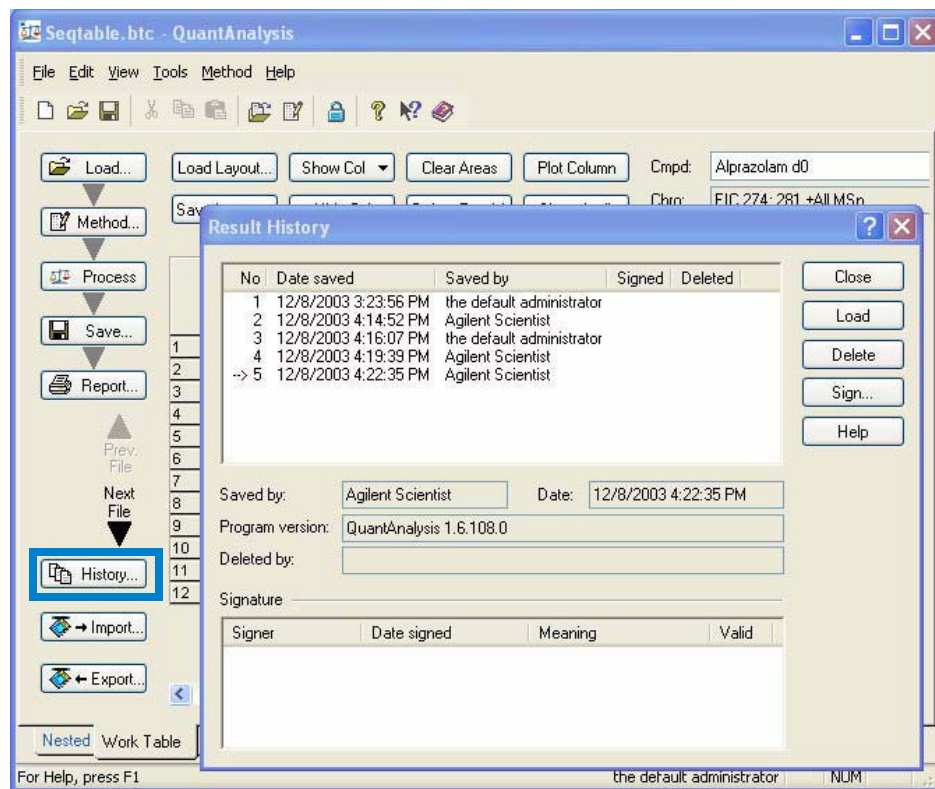 Seqtable.btc - QuantAnalysis
File Edit View Tools Method Help
Load... Load Layout... Show Col Clear Areas Plot Column Cmpd: Alprazolam d0
Method... Chro: EIC 274; 281 +All MSn
Process
Save...
Report...
Prev. File
Next File
History...
→ Import...
← Export...
1
2
3
4
5
6
7
8
9
10
11
12
Result History
No Date saved Saved by Signed Deleted
1 12/8/2003 3:23:56 PM the default administrator
2 12/8/2003 4:14:52 PM Agilent Scientist
3 12/8/2003 4:16:07 PM the default administrator
4 12/8/2003 4:19:39 PM Agilent Scientist
--> 5 12/8/2003 4:22:35 PM Agilent Scientist
Close
Load
Delete
Sign...
Help
Saved by: Agilent Scientist Date: 12/8/2003 4:22:35 PM
Program version: QuantAnalysis 1.6.108.0
Deleted by:
Signature
Signer Date signed Meaning Valid
Nested Work Table
For Help, press F1 the default administrator NUM